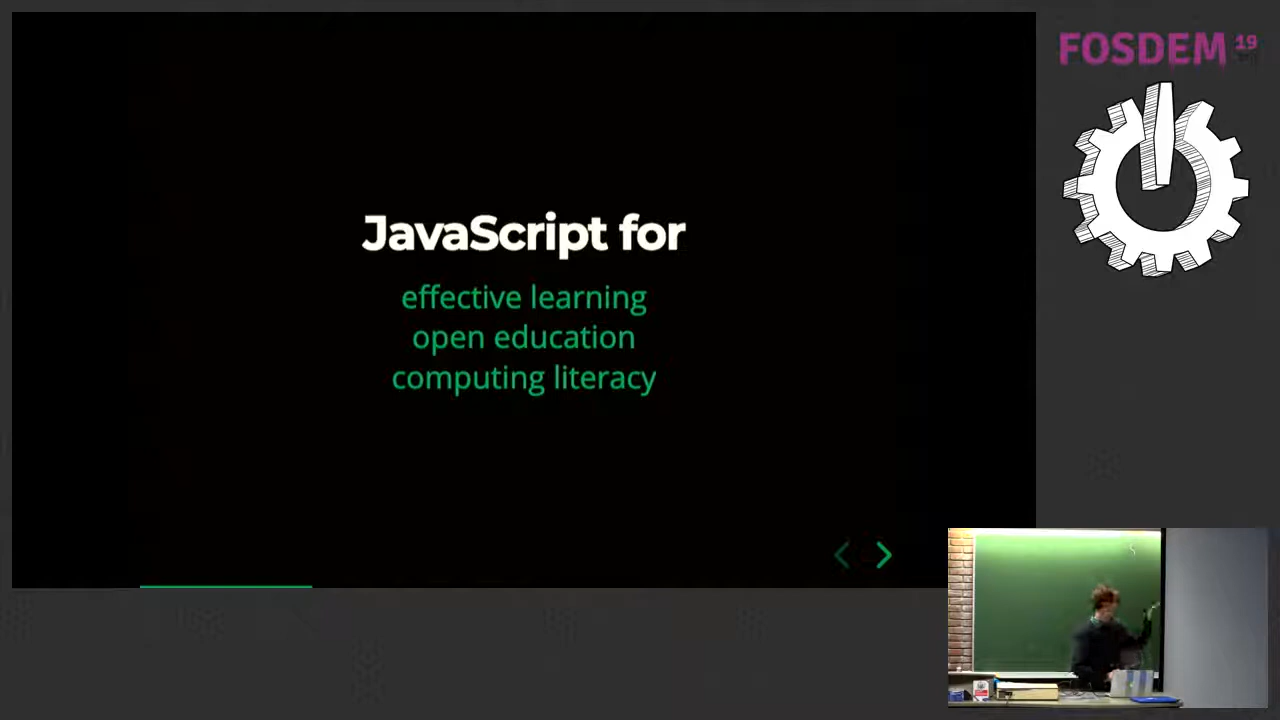 JavaScript for
effective learning
open education
computing literacy
FOSDEM 19